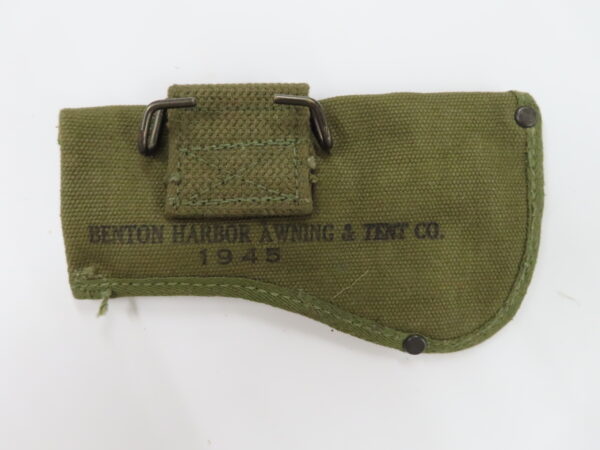 BENTON HARBOR AWNING & TENT CO.
1945